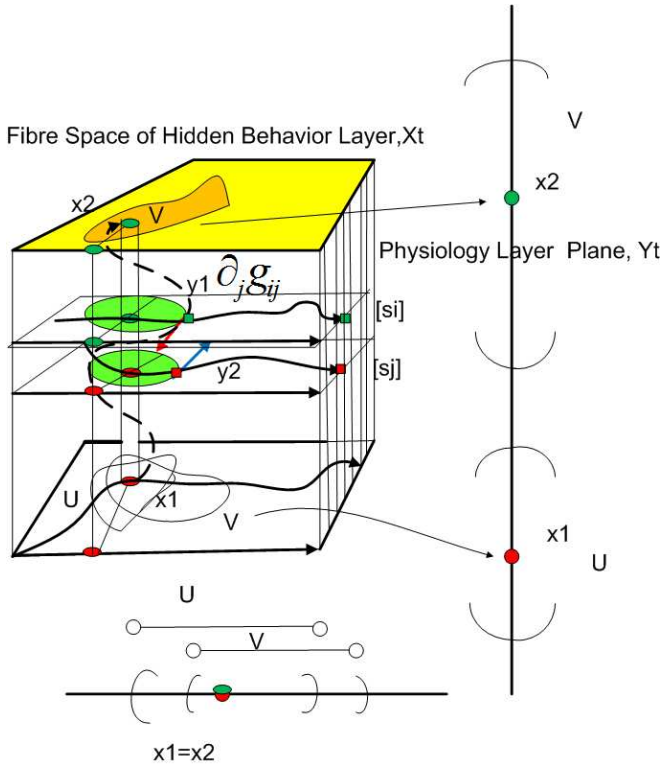 V
Fibre Space of Hidden Behavior Layer,Xt
x2
x2
V
Physiology Layer Plane, Yt
y1
∂jgij
[si]
[sj]
y2
U
x1
V
x1
U
U
V
x1=x2